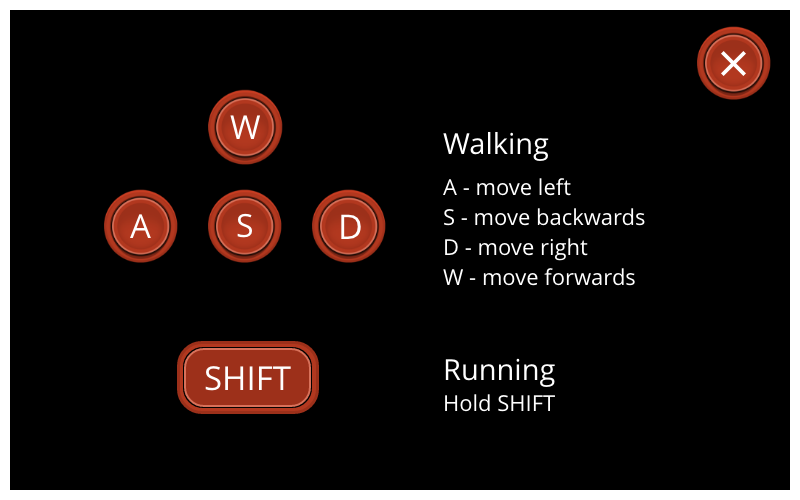 W
A S D
SHIFT
Walking
A - move left
S - move backwards
D - move right
W - move forwards
Running
Hold SHIFT